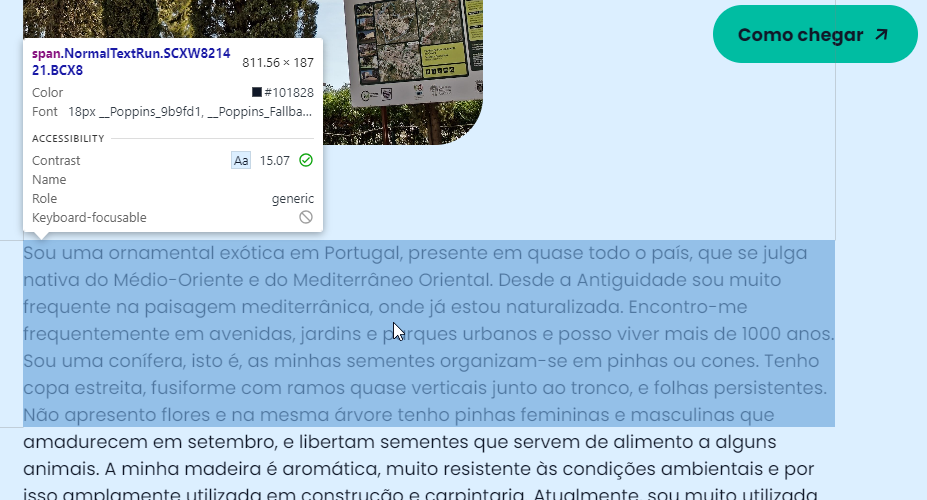 Como chegar
span.NormalTextRun.SCXW8214
21.BCX8
811.56 × 187
Color #101828
Font 18px __Poppins_9b9fd1, __Poppins_Fallba...
ACCESSIBILITY
Contrast Aa 15.07
Name
Role generic
Keyboard-focusable
Sou uma ornamental exótica em Portugal, presente em quase todo o país, que se julga
nativa do Médio-Oriente e do Mediterrâneo Oriental. Desde a Antiguidade sou muito
frequente na paisagem mediterrânica, onde já estou naturalizada. Encontro-me
frequentemente em avenidas, jardins e parques urbanos e posso viver mais de 1000 anos.
Sou uma conífera, isto é, as minhas sementes organizam-se em pinhas ou cones. Tenho
copa estreita, fusiforme com ramos quase verticais junto ao tronco, e folhas persistentes.
Não apresento flores e na mesma árvore tenho pinhas femininas e masculinas que
amadurecem em setembro, e libertam sementes que servem de alimento a alguns
animais. A minha madeira é aromática, muito resistente às condições ambientais e por
isso amplamente utilizada em construção e carpintaria. Atualmente, sou muito utilizada